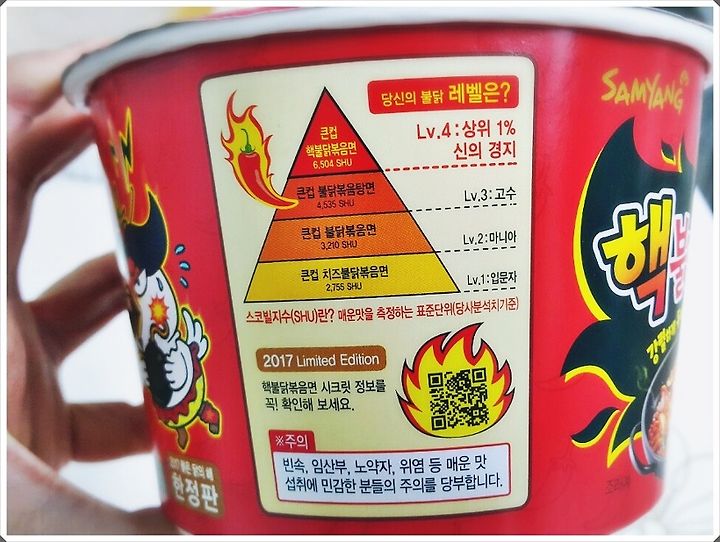 당신의 불닭 레벨은?
큰컵
핵불닭볶음면
6,504 SHU
Lv.4:상위 1%
신의 경지
큰컵 불닭볶음탕면
4,535 SHU
Lv.3:고수
큰컵 불닭볶음면
3,210 SHU
Lv.2:마니아
큰컵 치즈불닭볶음면
2,755 SHU
Lv.1:입문자
스코빌지수(SHU)란? 매운맛을 측정하는 표준단위(당사분석치기준)
2017 Limited Edition
핵불닭볶음면 시크릿 정보를
꼭! 확인해 보세요.
※주의
빈속, 임산부, 노약자, 위염 등 매운 맛
섭취에 민감한 분들의 주의를 당부합니다.
SAMYANG
핵불
한정판